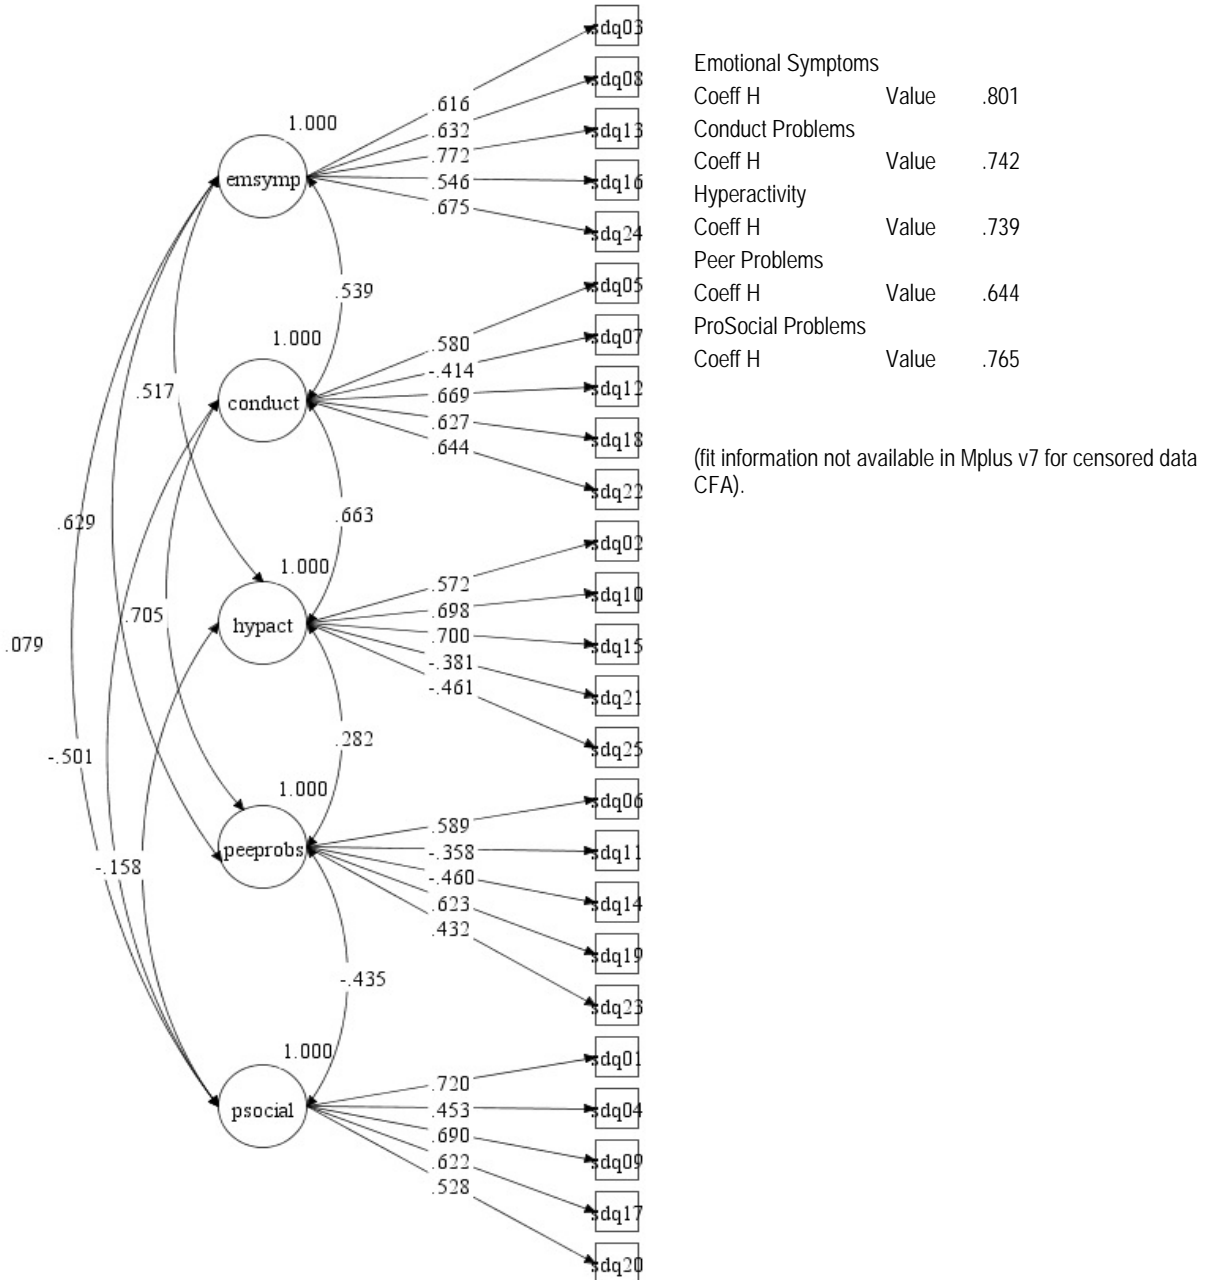 sdq03
Emotional Symptoms
sdq08
Coeff H Value .801
.616
1.000
.632
sdq13
Conduct Problems
.772
Coeff H Value .742
emsymp
.546
sdq16
Hyperactivity
.675
Coeff H Value .739
sdq24
Peer Problems
.539
sdq05
Coeff H Value .644
ProSocial Problems
1.000
.580
sdq07
Coeff H Value .765
-.414
.517
conduct
.669
sdq12
.627
sdq18
.644
(fit information not available in Mplus v7 for censored data
CFA).
sdq22
.629
.663
sdq02
1.000
.572
sdq10
.705
.698
hypact
.700
sdq15
.079
-.381
-.461
sdq21
.282
sdq25
-.501
1.000
sdq06
.589
peeprobs
-.358
sdq11
-.158
-.460
.623
sdq14
.432
sdq19
-.435
sdq23
1.000
sdq01
.720
psocial
.453
sdq04
.690
.622
sdq09
.528
sdq17
sdq20